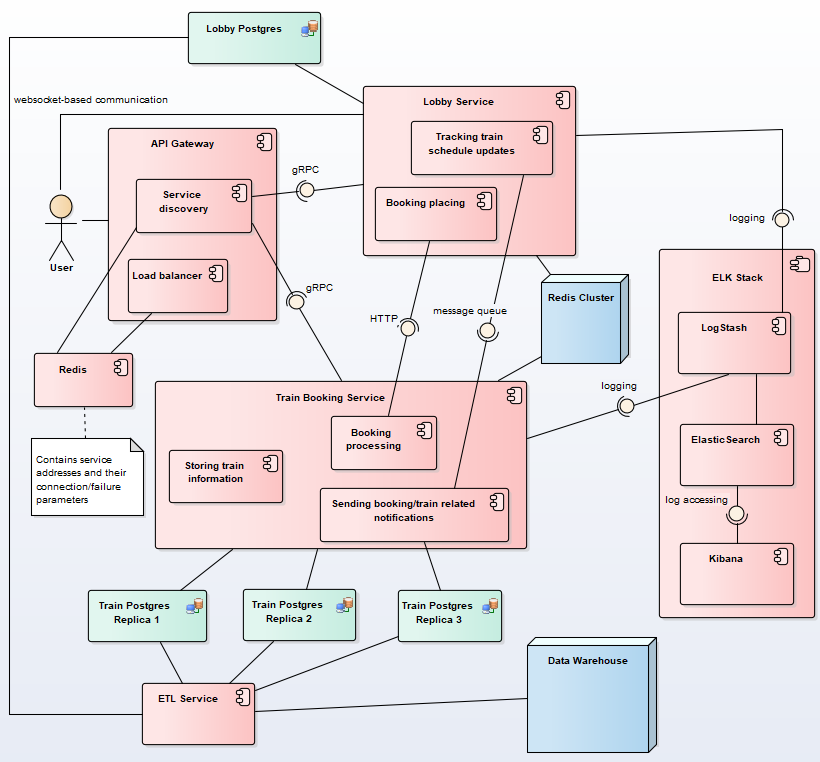 Lobby Postgres
websocket-based communication
Lobby Service
Tracking train
schedule updates
API Gateway
gRPC
Service
discovery
Booking placing
logging
User
Load balancer
ELK Stack
gRPC
Redis Cluster
HTTP
message queue
LogStash
Redis
Train Booking Service
logging
Booking
processing
ElasticSearch
Contains service
addresses and their
connection/failure
parameters
Storing train
information
Sending booking/train related
notifications
log accessing
Kibana
Train Postgres
Replica 1
Train Postgres
Replica 2
Train Postgres
Replica 3
Data Warehouse
ETL Service